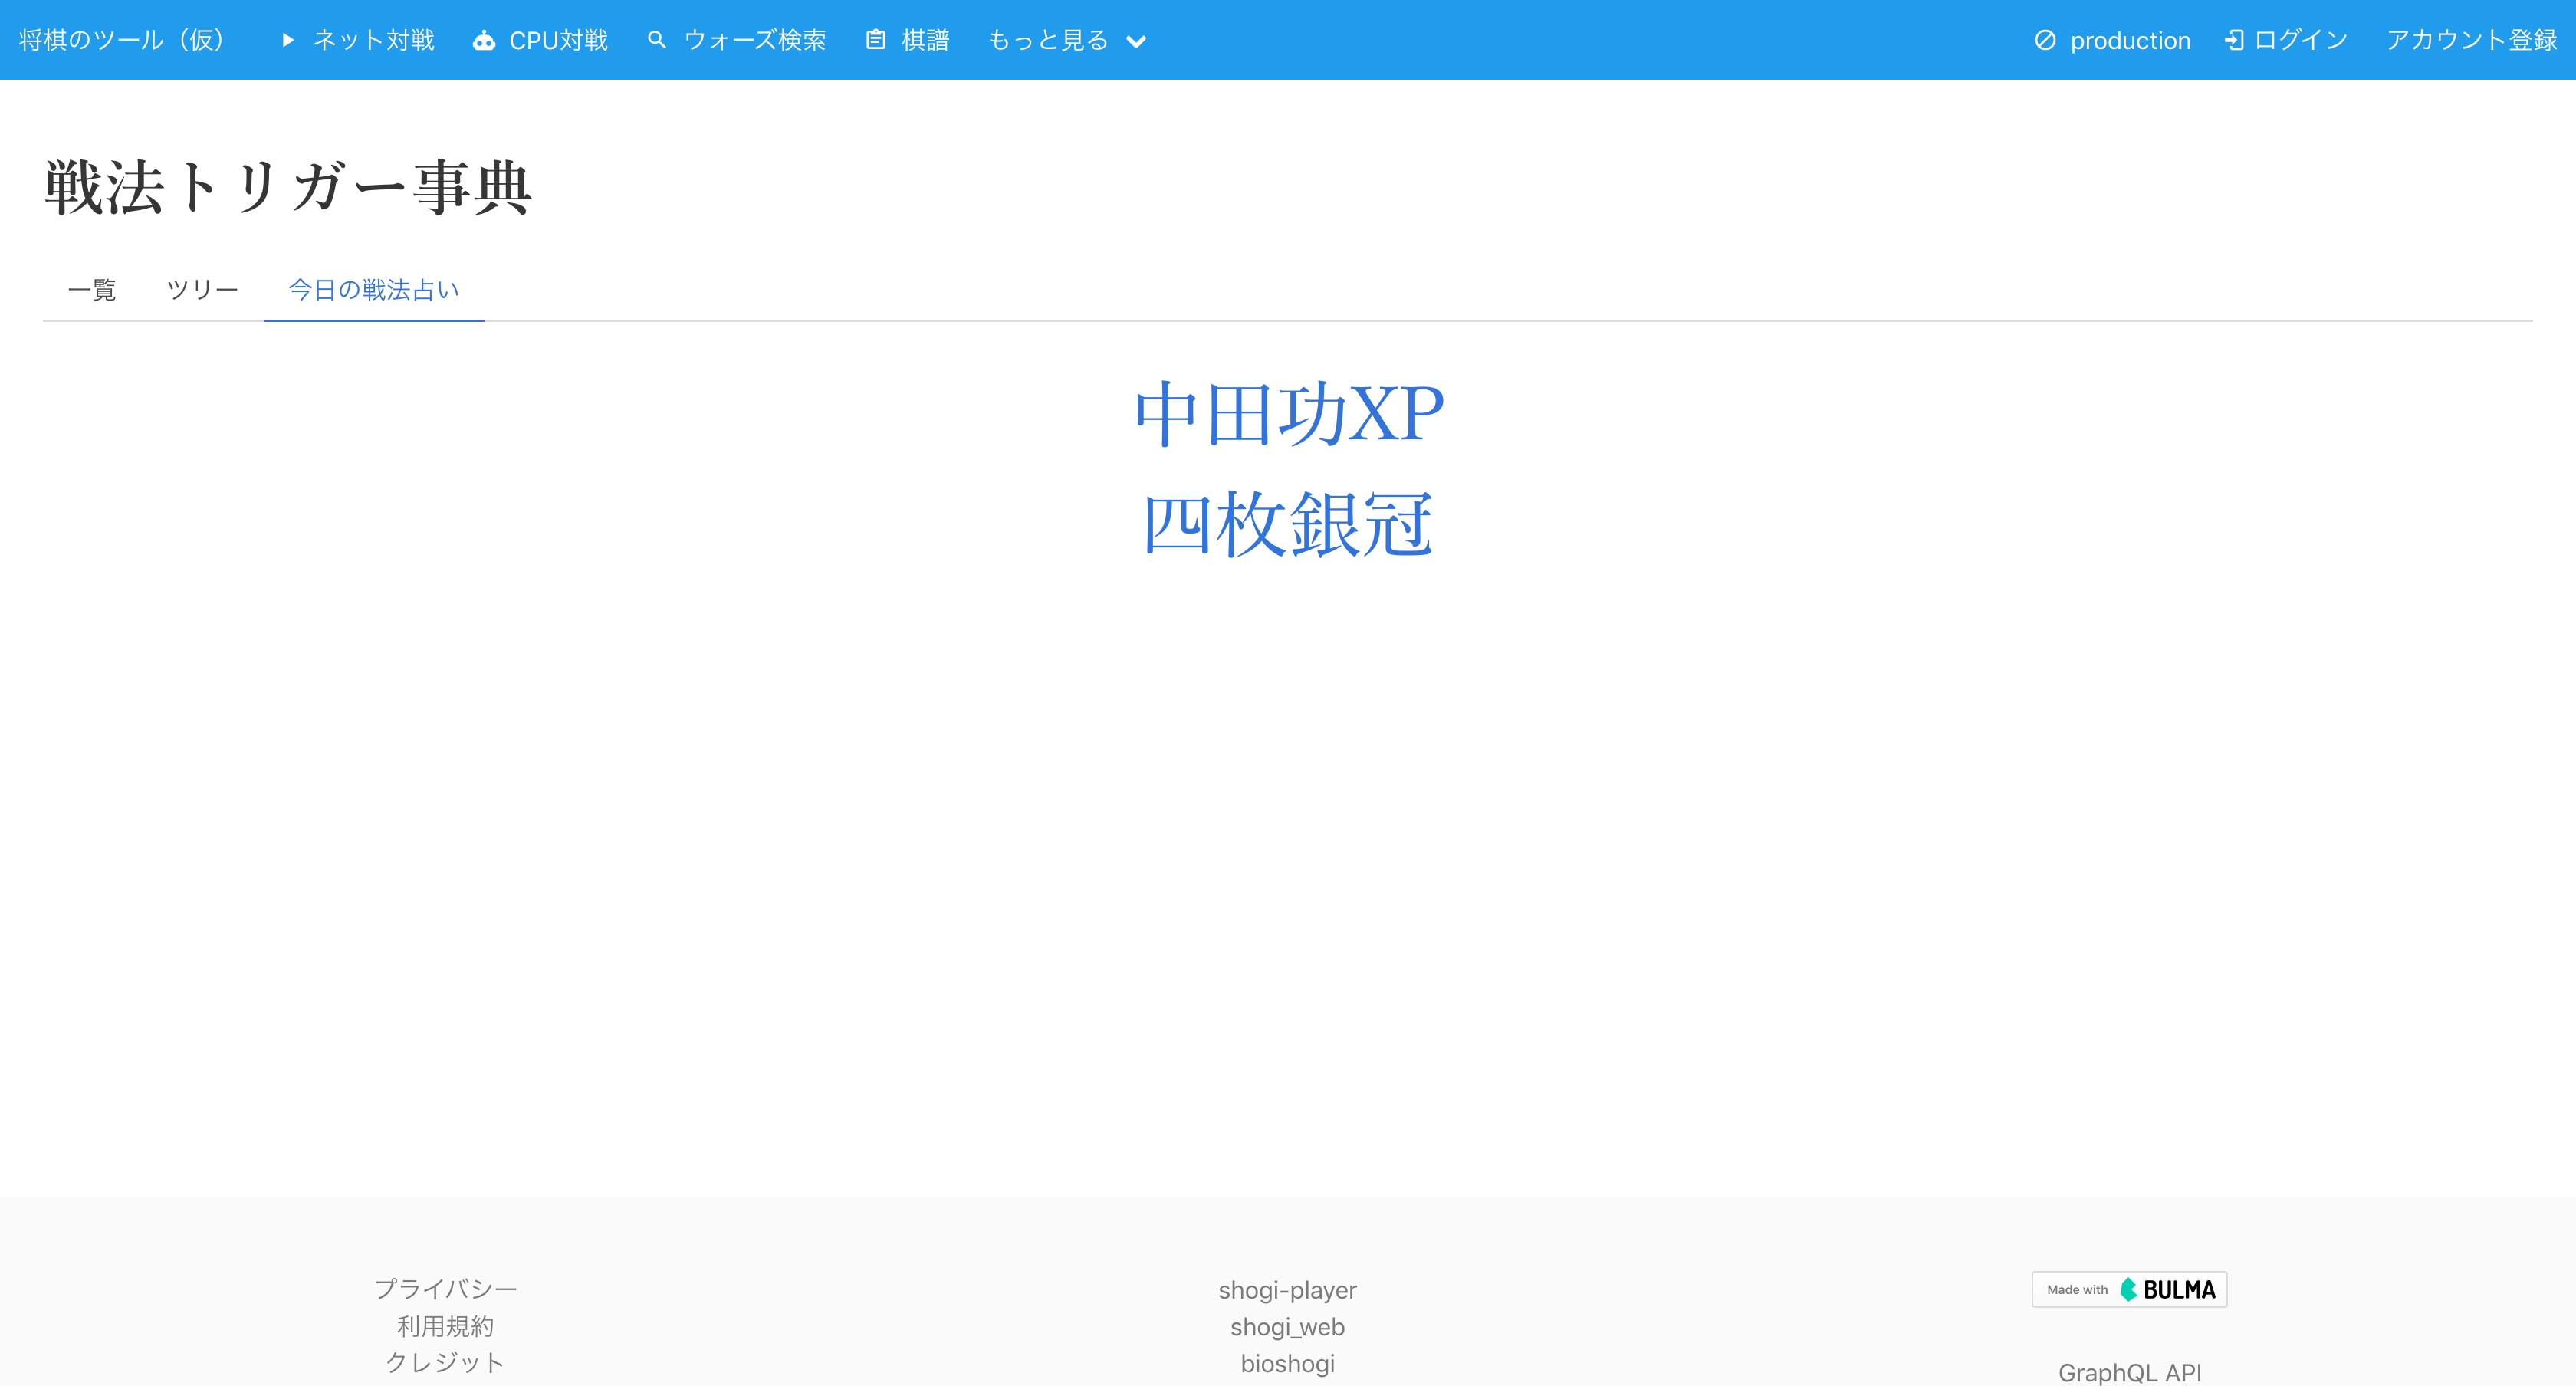 将棋のツール（仮） ネット対戦 CPU対戦 ウォーズ検索 棋譜 もっと見る production ログイン アカウント登録
戦法トリガー事典
一覧 ツリー 今日の戦法占い
中田功XP
四枚銀冠
プライバシー
利用規約
クレジット
shogi-player
shogi_web
bioshogi
Made with BULMA
GraphQL API